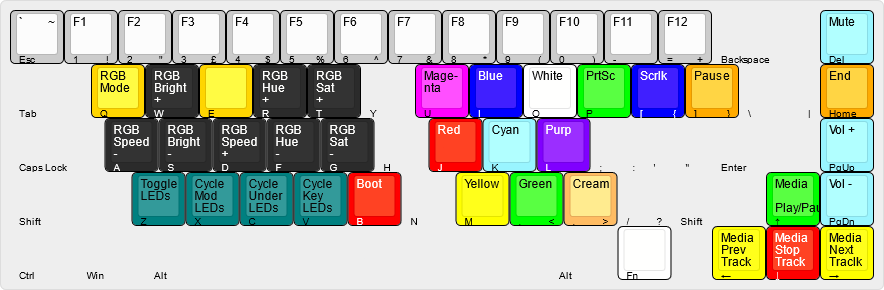 ` ~ F1 F2 F3 F4 F5 F6 F7 F8 F9 F10 F11 F12 Mute
Esc 1 ! 2 " 3 £ 4 $ 5 % 6 ^ 7 & 8 * 9 ( 0 ) - _ = + Backspace Del
RGB Mode RGB Bright + E RGB Hue + RGB Sat + Mage-nta Blue White PrtSc Scrlk Pause End
Tab Q W R T Y U I O P [ { ] } \ | Home
RGB Speed - RGB Bright - RGB Speed + RGB Hue - RGB Sat - Red Cyan Purp Vol +
Caps Lock A S D F G H J K L ; : ' " Enter PgUp
Toggle LEDs Cycle Mod LEDs Cycle Under LEDs Cycle Key LEDs Boot Yellow Green Cream Media Play/Pau Vol -
Shift Z X C V B N M , < . > / ? Shift ↑ PgDn
Media Prev Track Media Stop Track Media Next Traclk
Ctrl Win Alt Alt Fn ← ↓ →